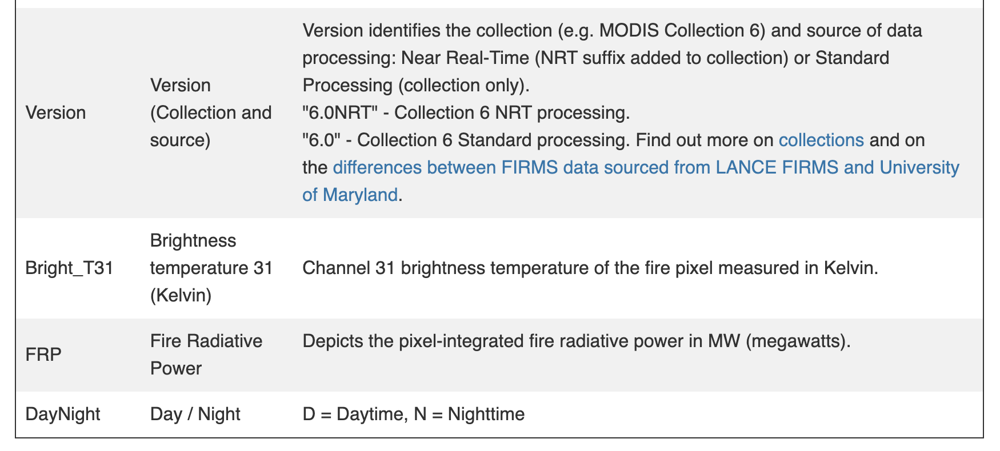 Version identifies the collection (e.g. MODIS Collection 6) and source of data
processing: Near Real-Time (NRT suffix added to collection) or Standard
Version
Processing (collection only).
Version
(Collection and
"6.0NRT" - Collection 6 NRT processing.
source)
"6.0" - Collection 6 Standard processing. Find out more on collections and on
the differences between FIRMS data sourced from LANCE FIRMS and University
of Maryland.
Bright_T31
Brightness
temperature 31
(Kelvin)
Channel 31 brightness temperature of the fire pixel measured in Kelvin.
FRP
Fire Radiative
Power
Depicts the pixel-integrated fire radiative power in MW (megawatts).
DayNight
Day / Night
D = Daytime, N = Nighttime